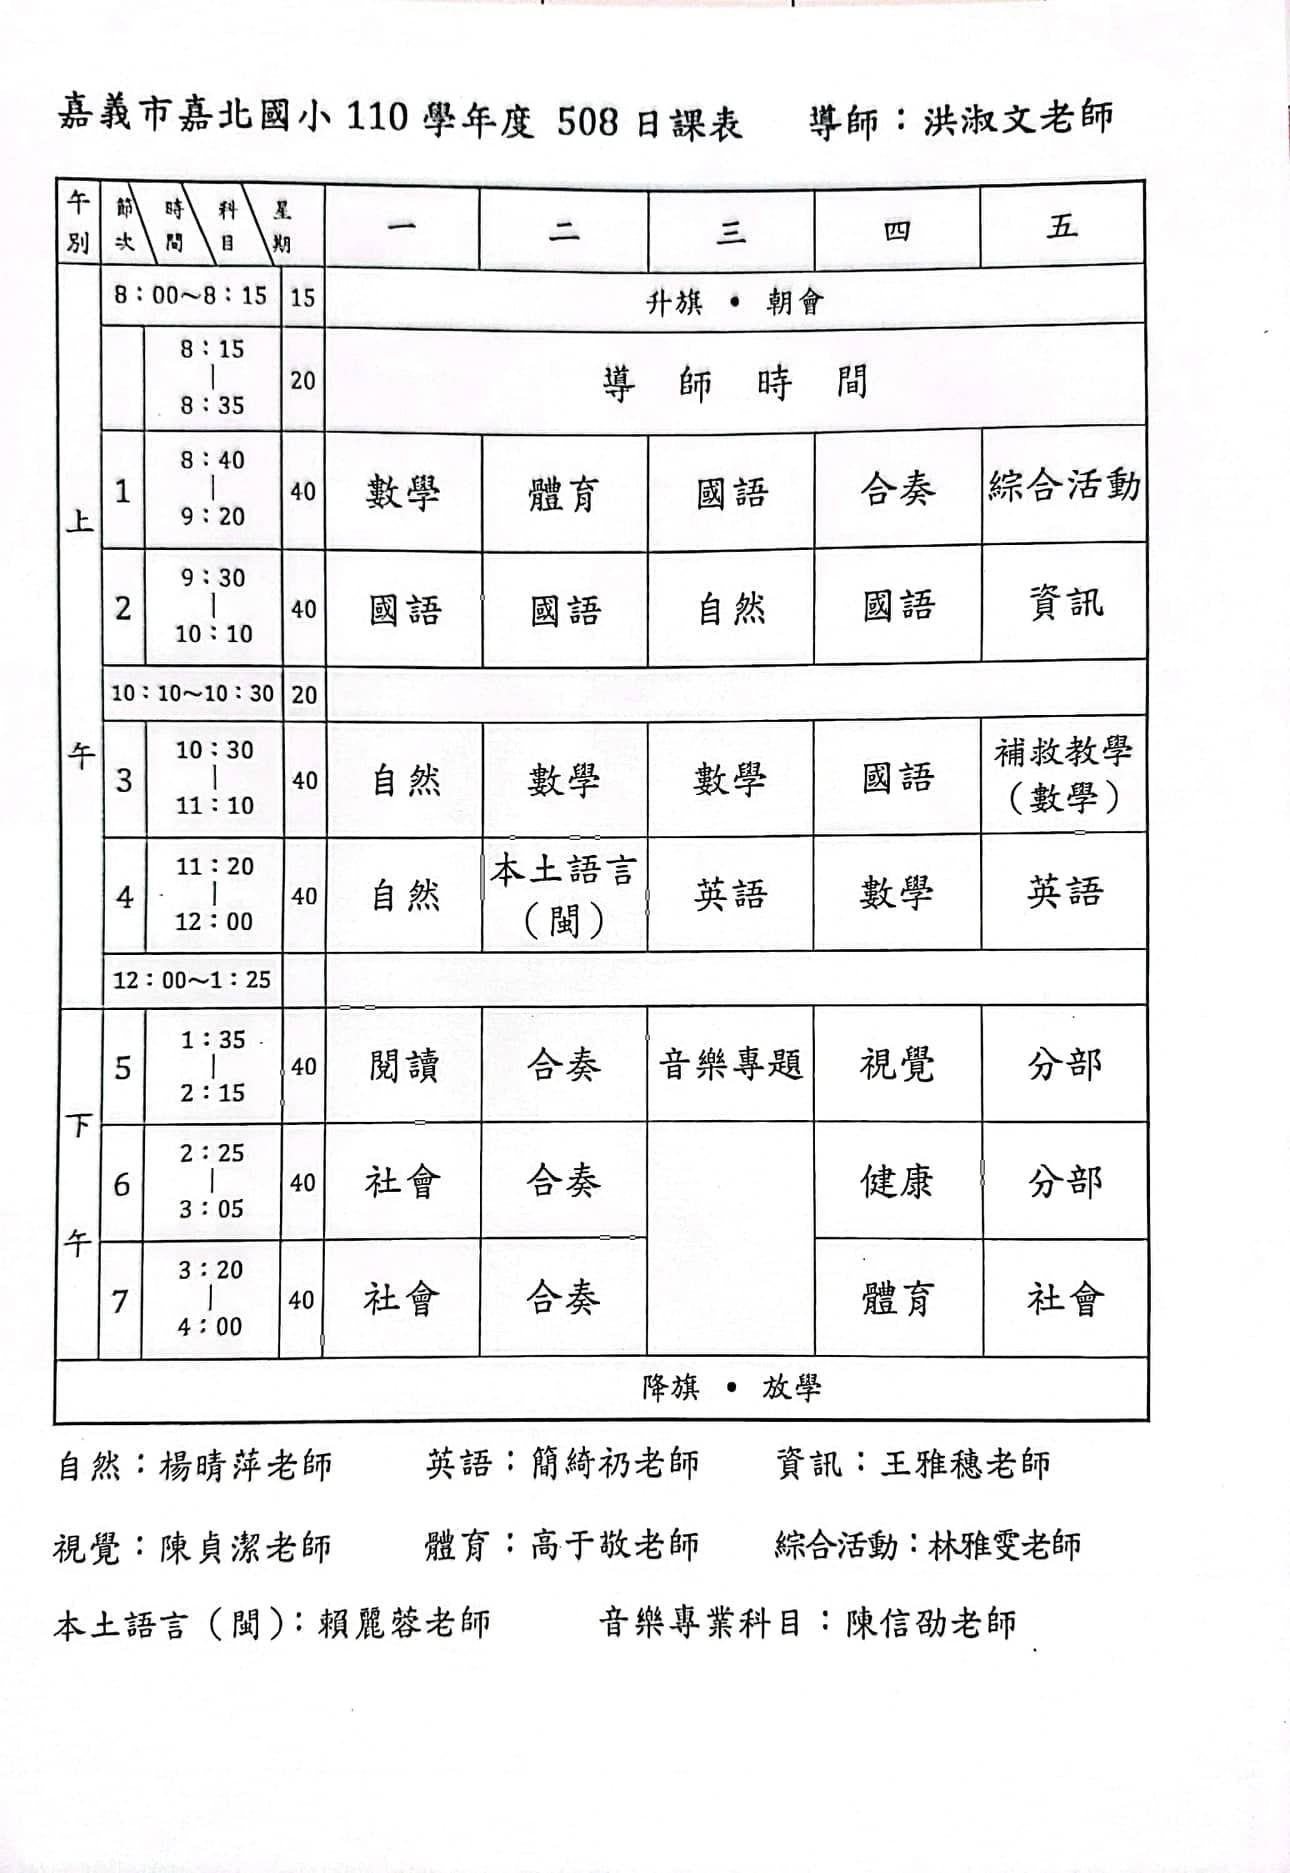 嘉義市嘉北國小 110 學年度 508 日課表 導師：洪淑文老師
午別 節次 時間 科目 星期 一 二 三 四 五
8：00～8：15 15 升旗 • 朝會
8：15｜8：35 20 導師時間
上午
1 8：40｜9：20 40 數學 體育 國語 合奏 綜合活動
2 9：30｜10：10 40 國語 國語 自然 國語 資訊
10：10～10：30 20
3 10：30｜11：10 40 自然 數學 數學 國語 補救教學（數學）
4 11：20｜12：00 40 自然 本土語言（閩） 英語 數學 英語
12：00～1：25
下午
5 1：35｜2：15 40 閱讀 合奏 音樂專題 視覺 分部
6 2：25｜3：05 40 社會 合奏 健康 分部
7 3：20｜4：00 40 社會 合奏 體育 社會
降旗 • 放學
自然：楊晴萍老師 英語：簡綺礽老師 資訊：王雅穗老師
視覺：陳貞潔老師 體育：高于敬老師 綜合活動：林雅雯老師
本土語言（閩）：賴麗蓉老師 音樂專業科目：陳信劭老師